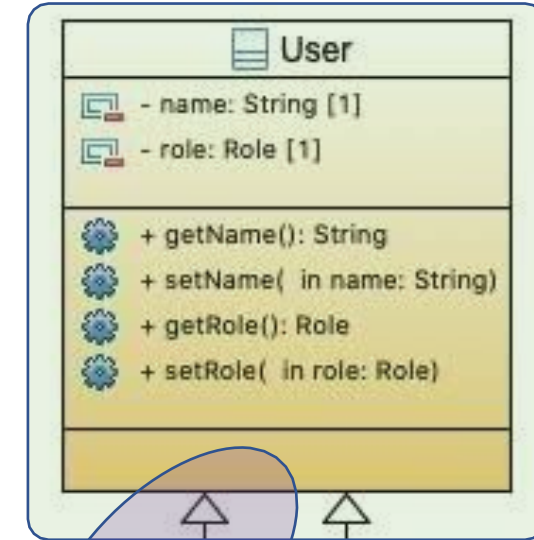 User
- name: String [1]
- role: Role [1]
+ getName(): String
+ setName( in name: String)
+ getRole(): Role
+ setRole( in role: Role)